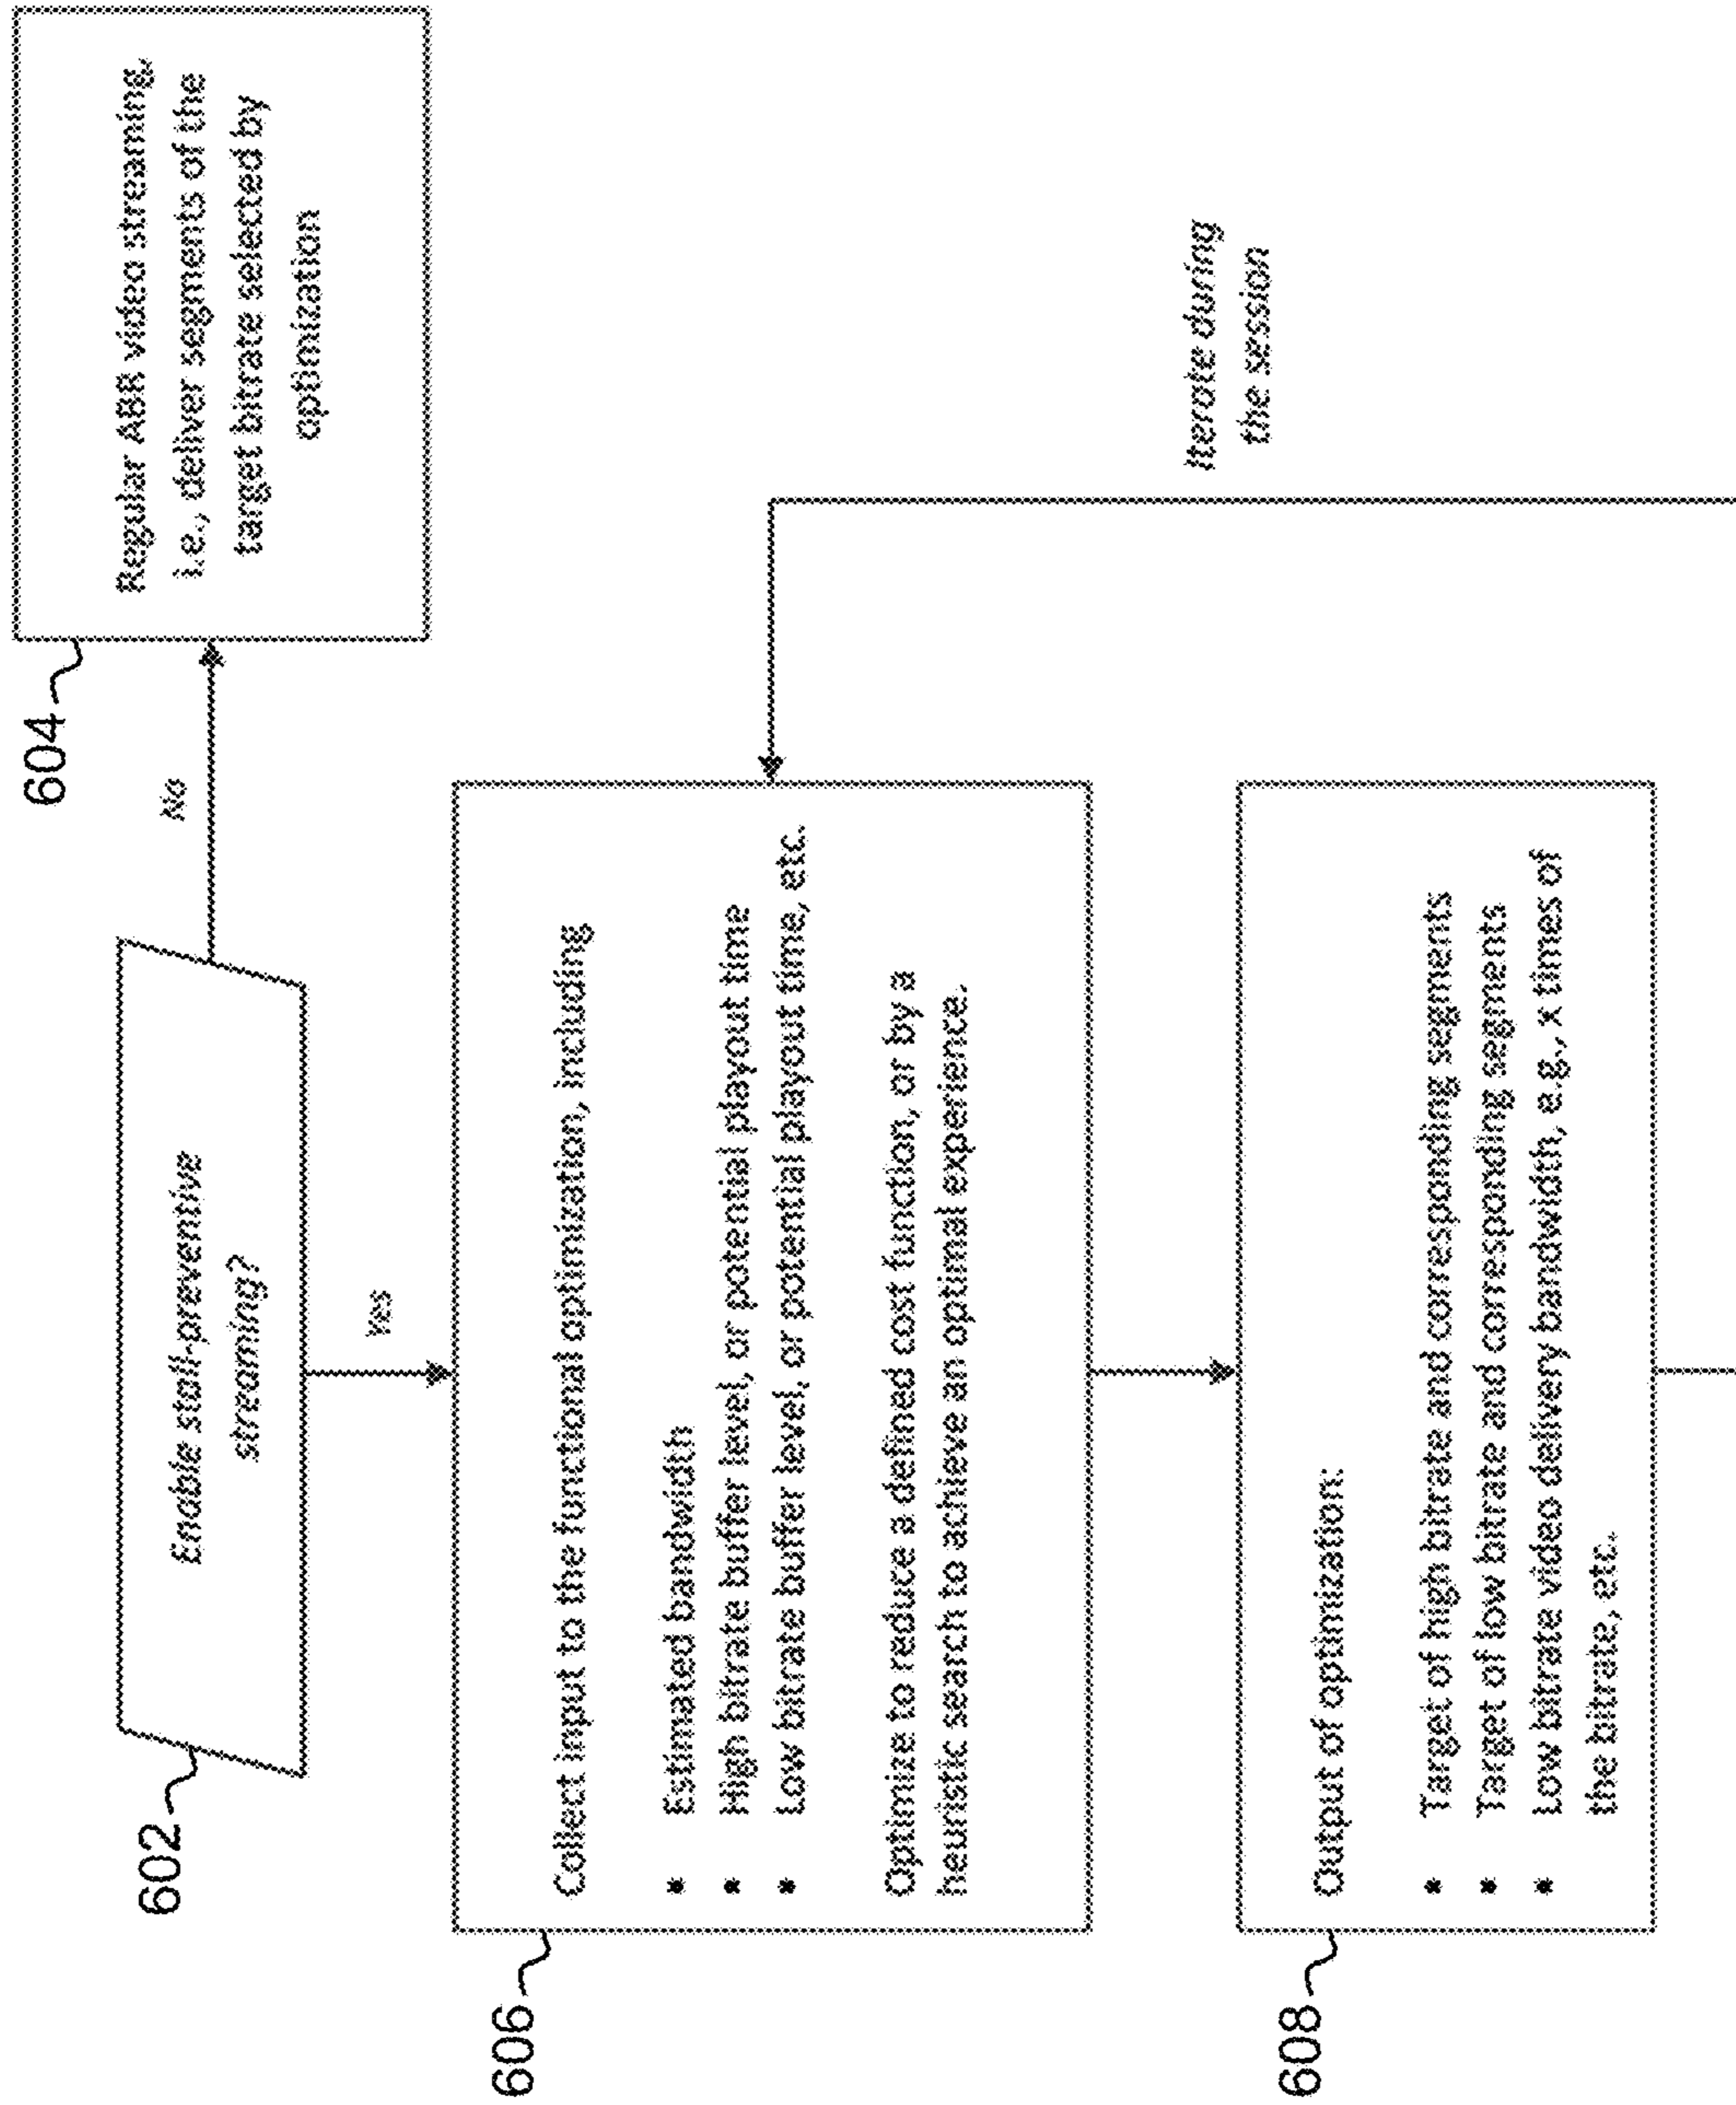 602
Enable stall-preventive
streaming?
No
604
Regular ABR video streaming,
i.e., deliver segments of the
target bitrate selected by
optimization
Yes
606
Collect input to the functional optimization, including
• Estimated bandwidth
• High bitrate buffer level, or potential playout time
• Low bitrate buffer level, or potential playout time, etc.
Optimize to reduce a defined cost function, or by a
heuristic search to achieve an optimal experience.
Iterate during
the session
608
Output of optimization:
• Target of high bitrate and corresponding segments
• Target of low bitrate and corresponding segments
• Low bitrate video delivery bandwidth, e.g., x times of
the bitrate, etc.